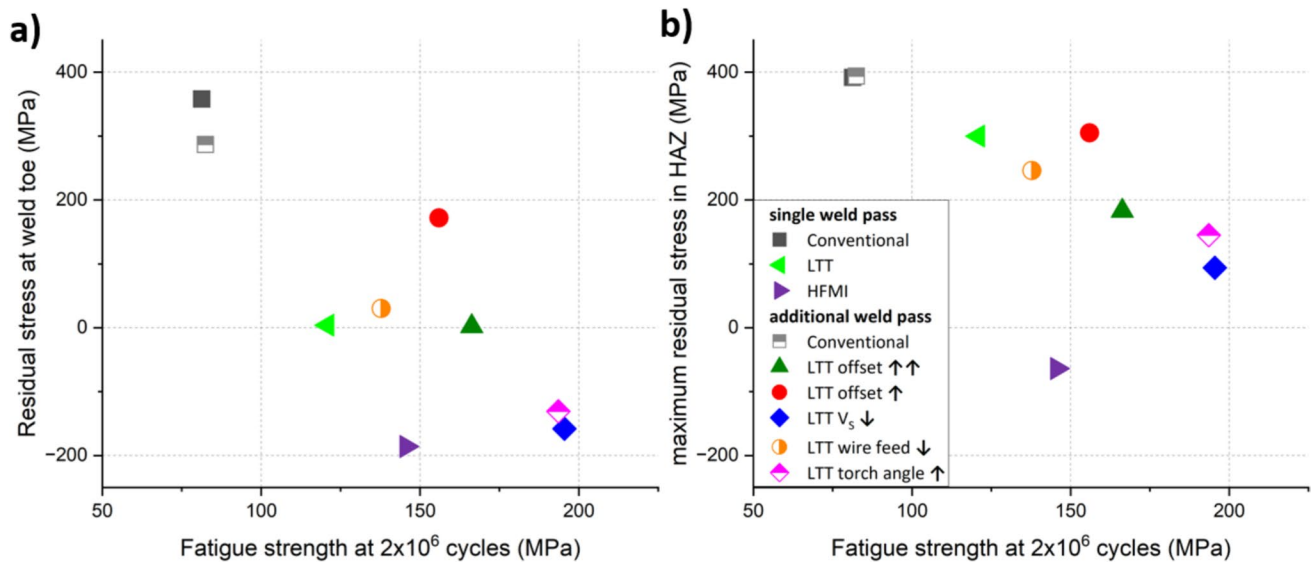 a)
Residual stress at weld toe (MPa)
400
200
0
−200
50 100 150 200
Fatigue strength at 2x10⁶ cycles (MPa)
b)
maximum residual stress in HAZ (MPa)
400
200
0
−200
50 100 150 200
Fatigue strength at 2x10⁶ cycles (MPa)
single weld pass
Conventional
LTT
HFMI
additional weld pass
Conventional
LTT offset ↑↑
LTT offset ↑
LTT Vₛ ↓
LTT wire feed ↓
LTT torch angle ↑